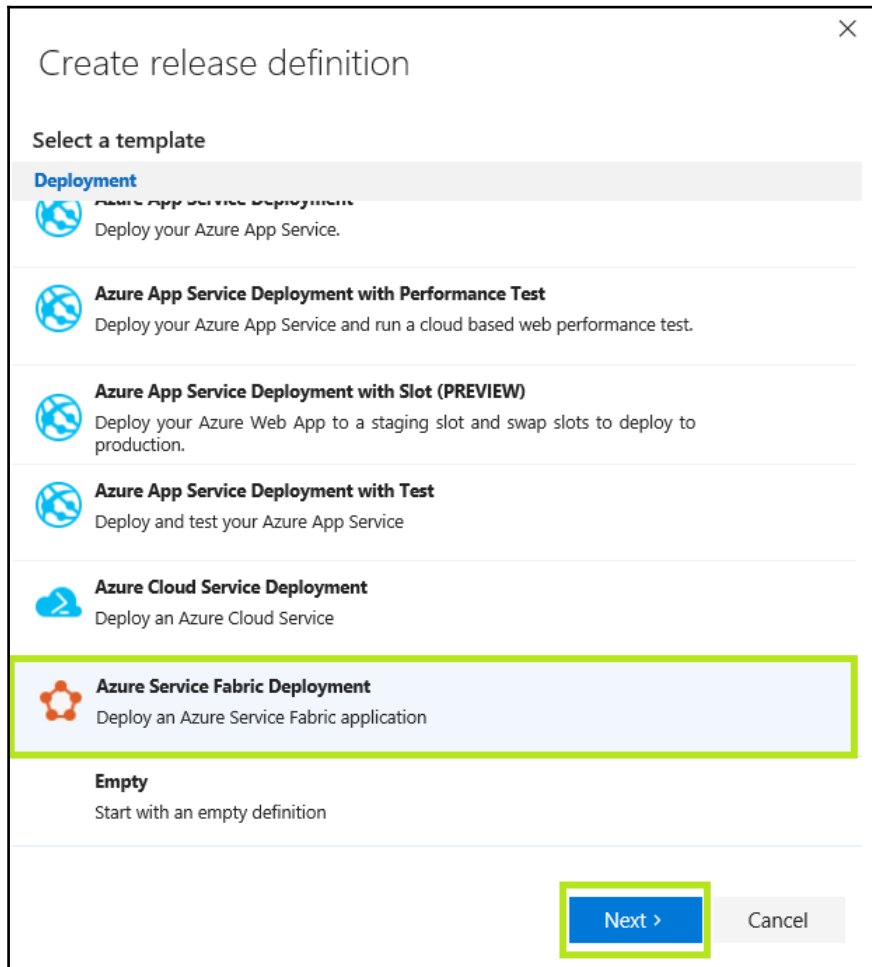 Create release definition
Select a template
Deployment
Azure App Service Deployment
Deploy your Azure App Service.
Azure App Service Deployment with Performance Test
Deploy your Azure App Service and run a cloud based web performance test.
Azure App Service Deployment with Slot (PREVIEW)
Deploy your Azure Web App to a staging slot and swap slots to deploy to
production.
Azure App Service Deployment with Test
Deploy and test your Azure App Service
Azure Cloud Service Deployment
Deploy an Azure Cloud Service
Azure Service Fabric Deployment
Deploy an Azure Service Fabric application
Empty
Start with an empty definition
Next >
Cancel